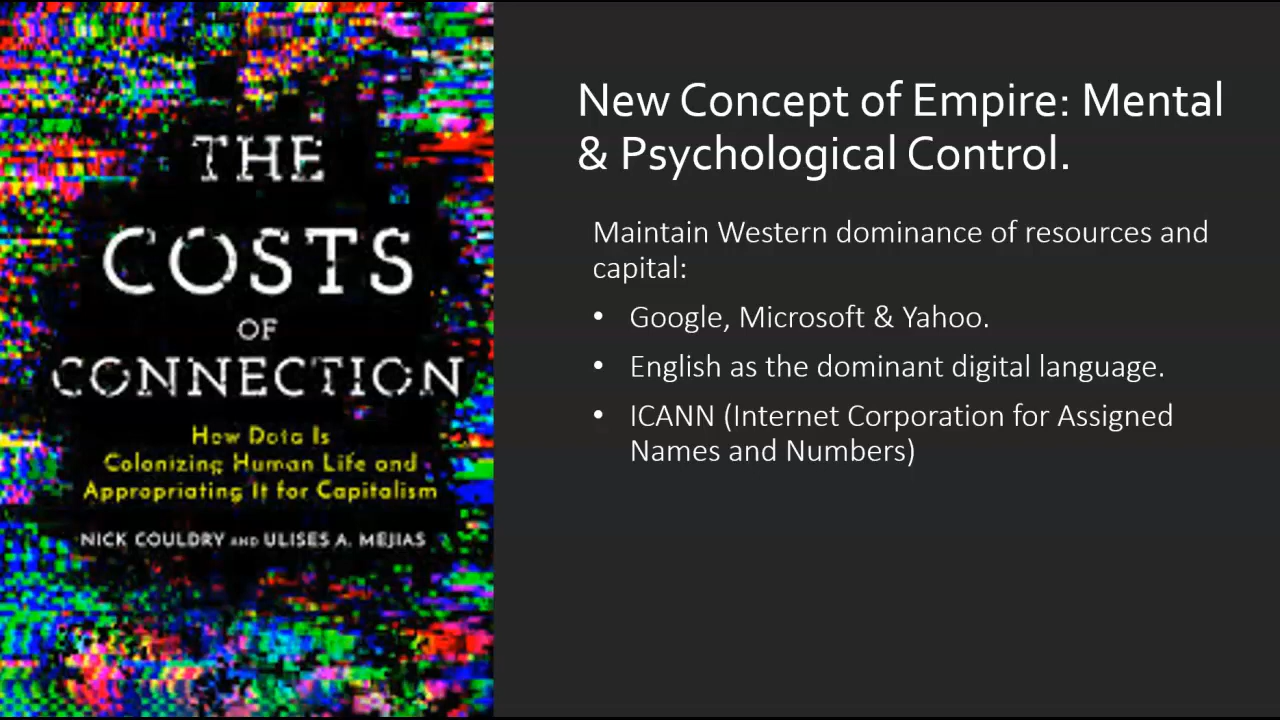 THE
COSTS
OF
CONNECTION
How Data Is
Colonizing Human Life and
Appropriating It for Capitalism
NICK COULDRY AND ULISES A. MEJIAS
New Concept of Empire: Mental
& Psychological Control.
Maintain Western dominance of resources and
capital:
• Google, Microsoft & Yahoo.
• English as the dominant digital language.
• ICANN (Internet Corporation for Assigned
Names and Numbers)